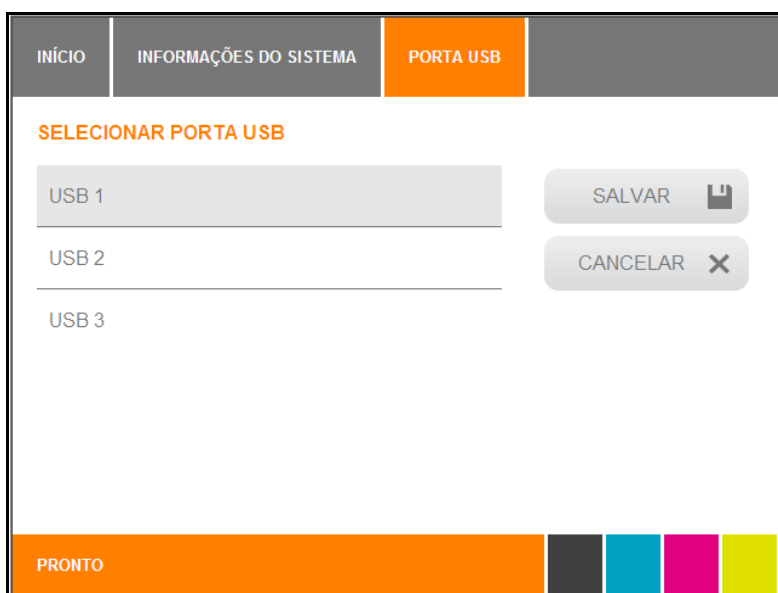 INÍCIO INFORMAÇÕES DO SISTEMA PORTA USB
SELECIONAR PORTA USB
USB 1
SALVAR
USB 2
CANCELAR
USB 3
PRONTO